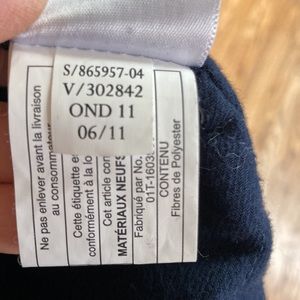 S/865957-04
V/302842
OND 11
06/11
Ne pas enlever avant la livraison
au consommateur
Cette étiquette e
conformément à la lo
Cet article con
MATÉRIAUX NEUFS
Fabriqué par No.
01T-1603
CONTENU
Fibres de Polyester